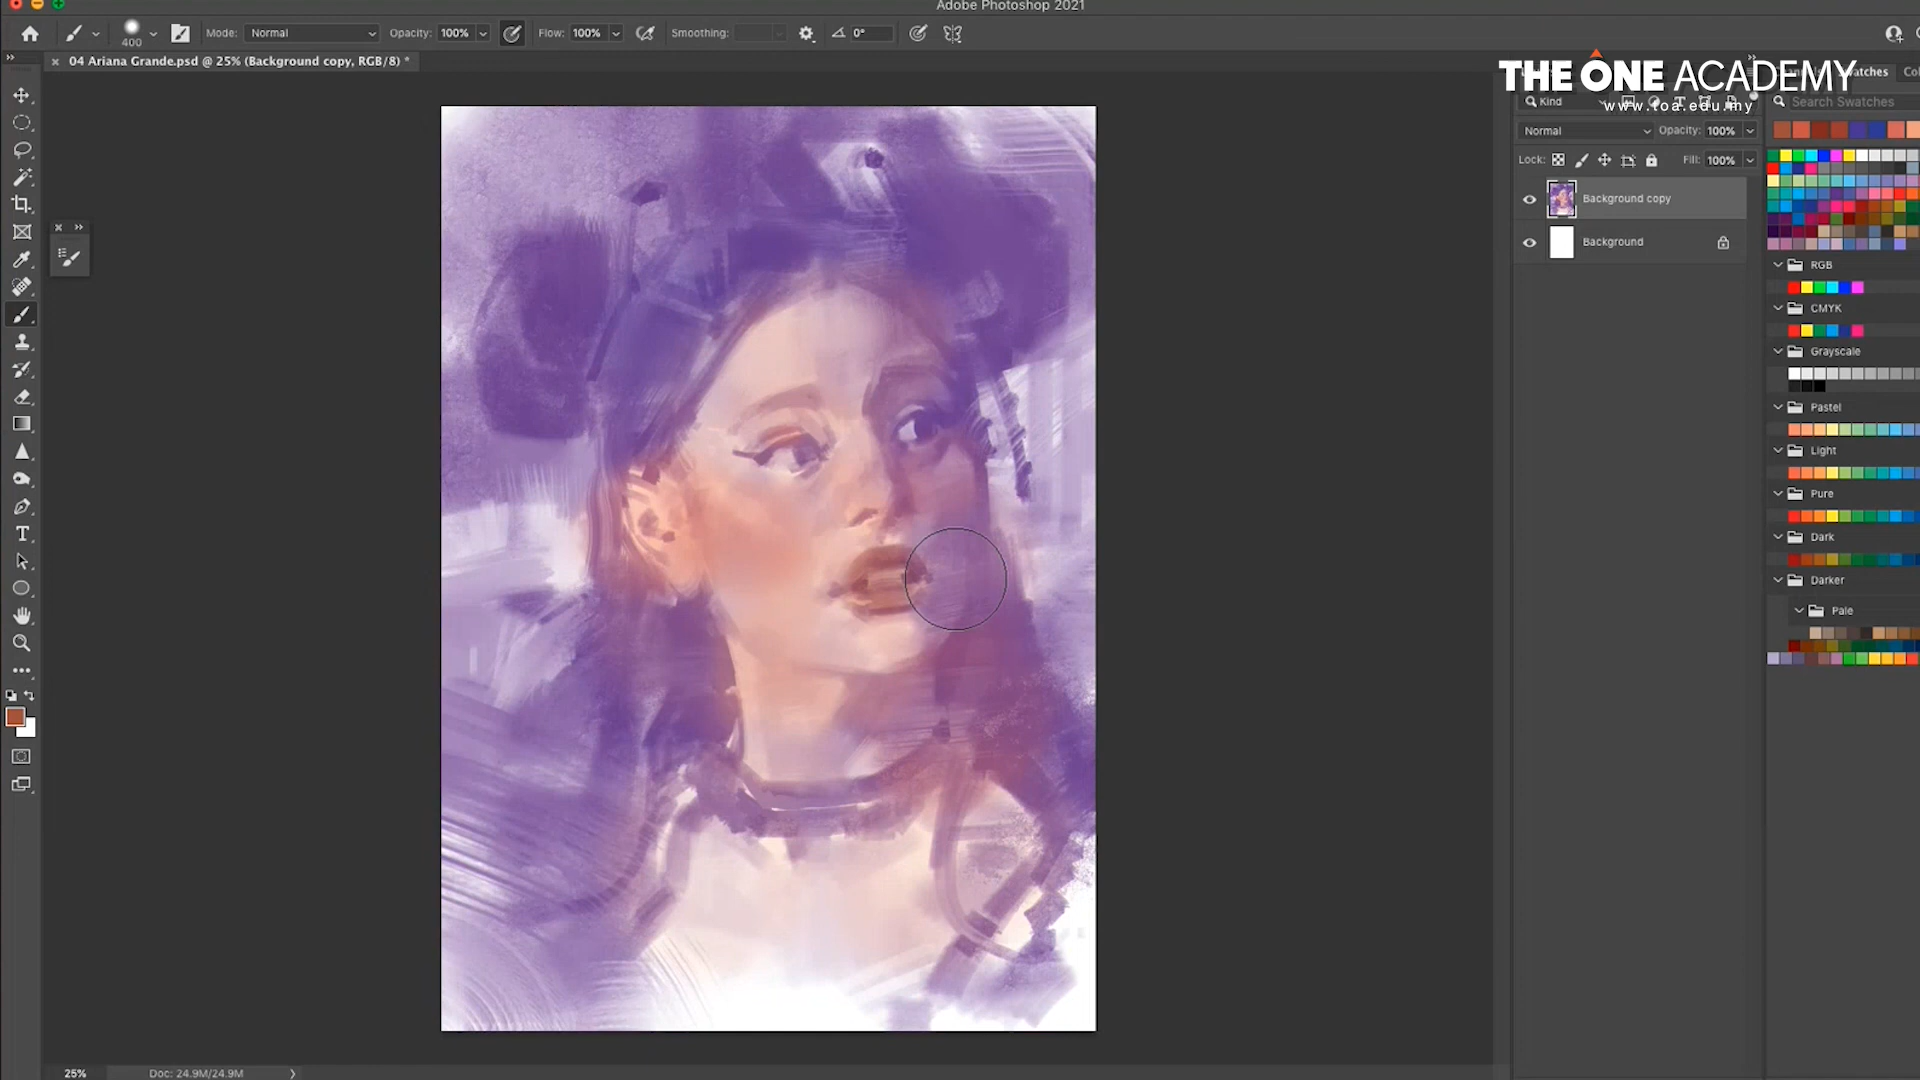 Adobe Photoshop 2021
400
Mode: Normal
Opacity: 100%
Flow: 100%
Smoothing:
0°
04 Ariana Grande.psd @ 25% (Background copy, RGB/8) *
THE ONE ACADEMY
www.toa.edu.my
Swatches
Kind
Search Swatches
Normal
Opacity: 100%
Lock:
Fill: 100%
Background copy
Background
RGB
CMYK
Grayscale
Pastel
Light
Pure
Dark
Darker
Pale
25%
Doc: 24.9M/24.9M